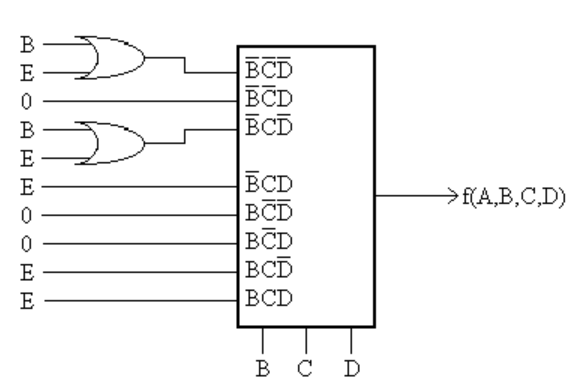 B
E
0
B
E
E
0
0
E
E
B̅C̅D̅
B̅C̅D
B̅CD̅
B̅CD
BC̅D̅
BC̅D
BCD̅
BCD
f(A,B,C,D)
B C D